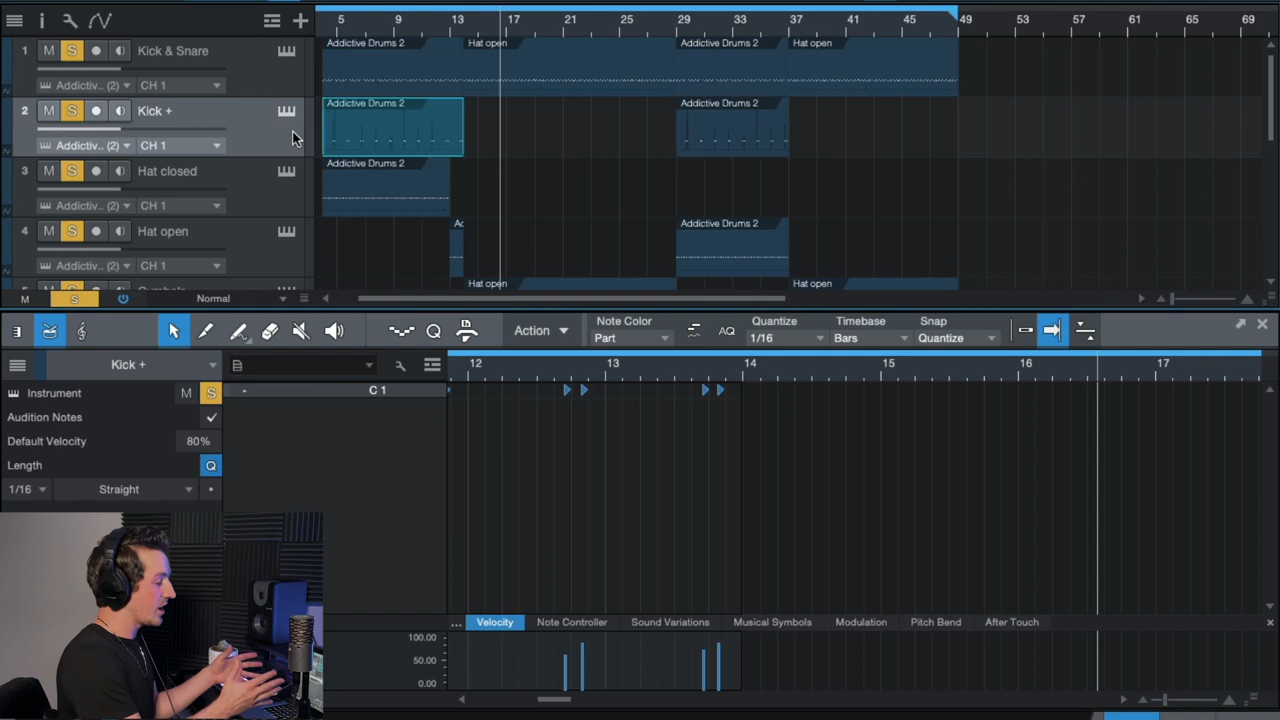 5 9 13 17 21 25 29 33 37 41 45 49 53 57 61 65 69
1 M S Kick & Snare
Addictive Drums 2 Hat open Addictive Drums 2 Hat open
Addictiv.. (2) CH 1
2 M S Kick +
Addictive Drums 2 Addictive Drums 2
Addictiv.. (2) CH 1
3 M S Hat closed
Addictive Drums 2
Addictiv.. (2) CH 1
4 M S Hat open
Ac Addictive Drums 2
Addictiv.. (2) CH 1
Hat open Hat open
M S Normal
Action
Note Color
Part
AQ
Quantize
1/16
Timebase
Bars
Snap
Quantize
Kick +
12 13 14 15 16 17
Instrument M S
- C 1
Audition Notes
Default Velocity 80%
Length Q
1/16 Straight
... Velocity Note Controller Sound Variations Musical Symbols Modulation Pitch Bend After Touch
100.00
50.00
0.00